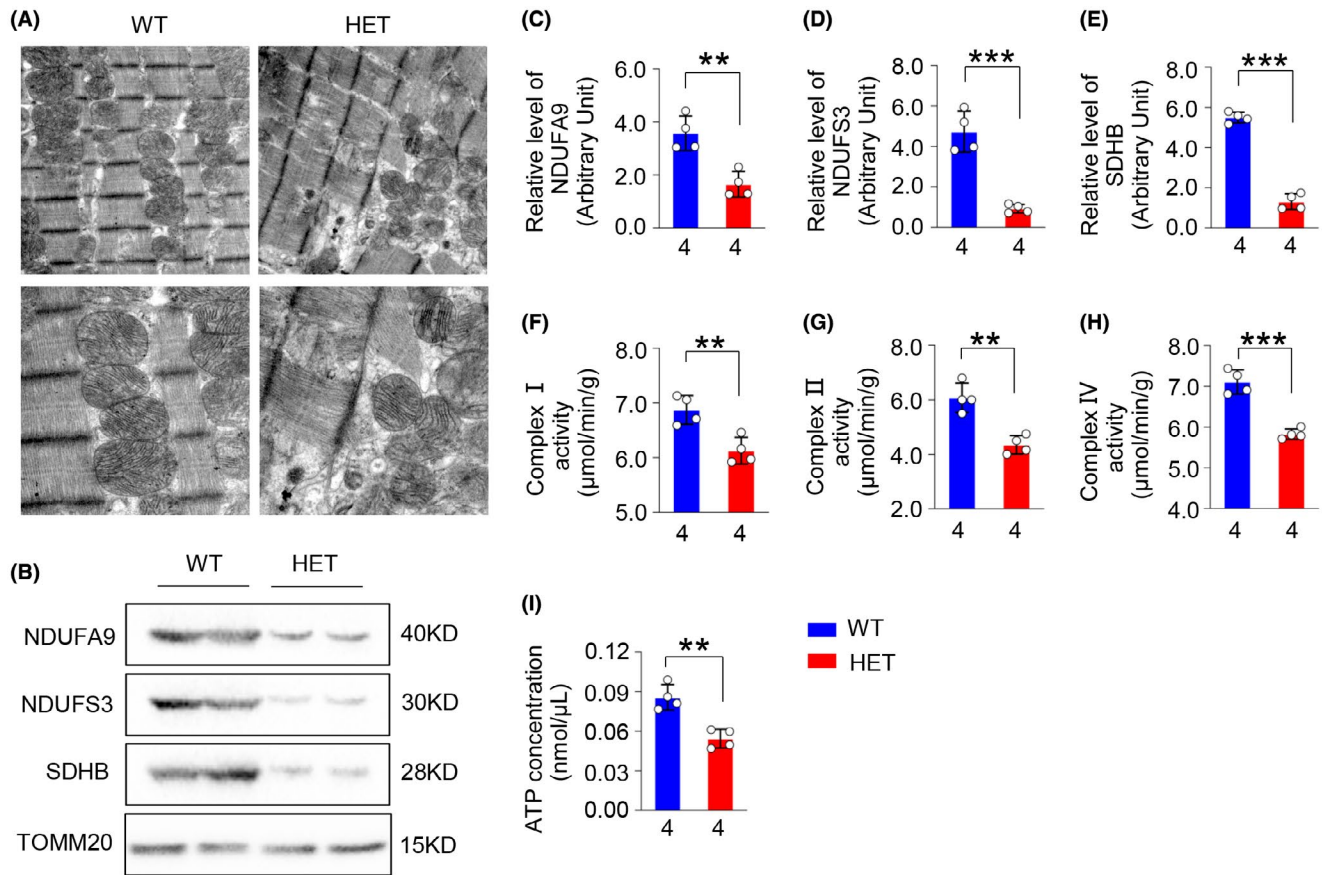 (A)
WT
HET
(B)
WT
HET
NDUFA9
40KD
NDUFS3
30KD
SDHB
28KD
TOMM20
15KD
(C)
Relative level of
NDUFA9
(Arbitrary Unit)
6.0
4.0
2.0
0.0
**
4
4
(D)
Relative level of
NDUFS3
(Arbitrary Unit)
8.0
6.0
4.0
2.0
0.0
***
4
4
(E)
Relative level of
SDHB
(Arbitrary Unit)
8.0
6.0
4.0
2.0
0.0
***
4
4
(F)
Complex Ⅰ
activity
(μmol/min/g)
8.0
7.0
6.0
5.0
**
4
4
(G)
Complex Ⅱ
activity
(μmol/min/g)
8.0
6.0
4.0
2.0
**
4
4
(H)
Complex Ⅳ
activity
(μmol/min/g)
8.0
7.0
6.0
5.0
4.0
***
4
4
(I)
ATP concentration
(nmol/μL)
0.12
0.09
0.06
0.03
0.00
**
4
4
WT
HET